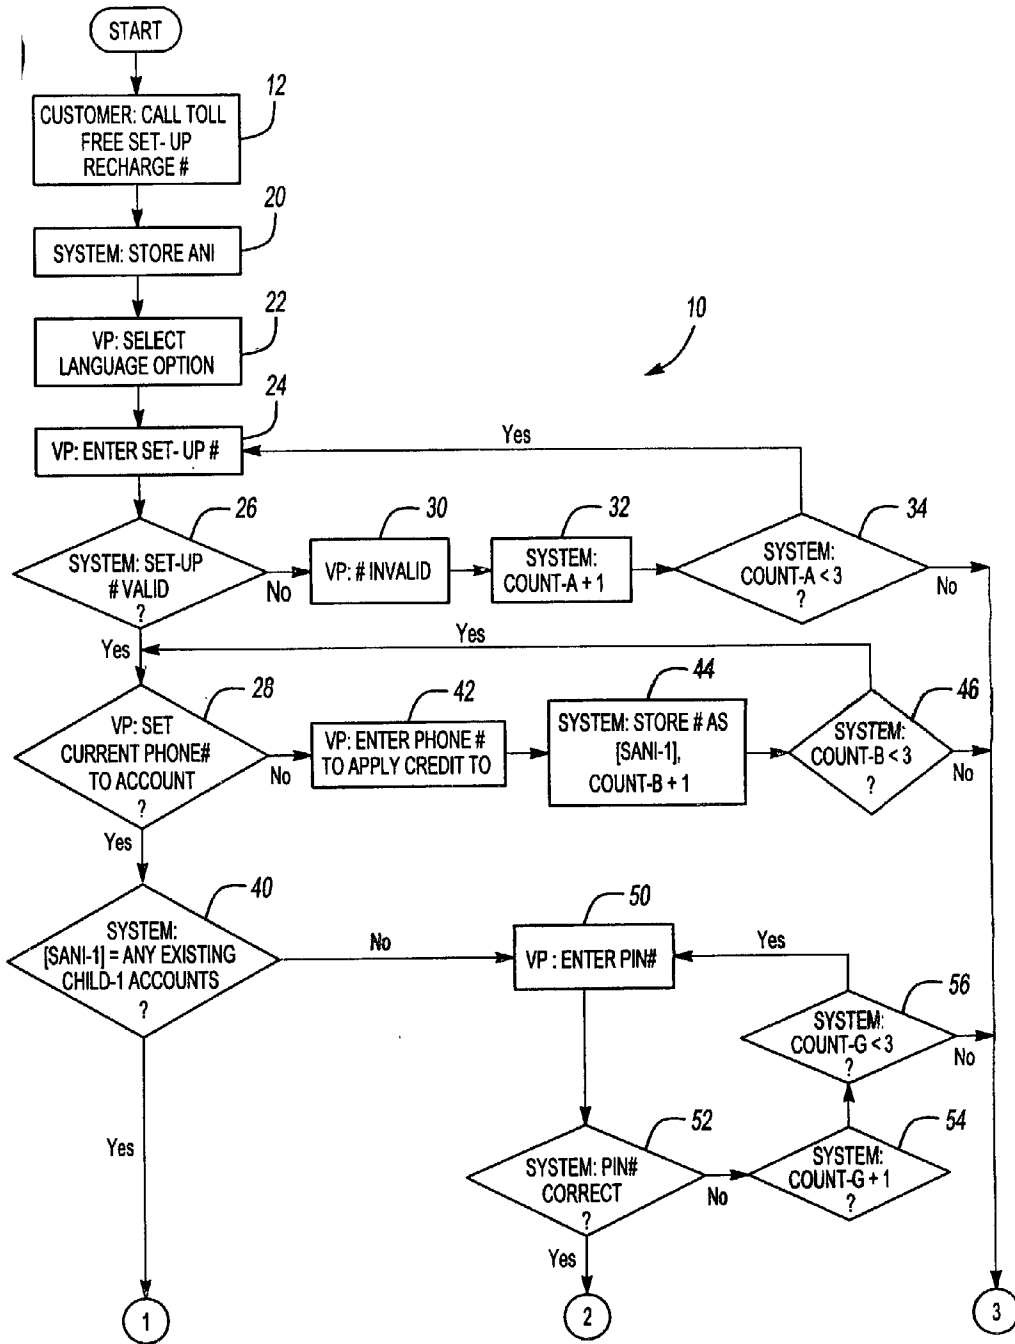 START
12
CUSTOMER: CALL TOLL
FREE SET-UP
RECHARGE #
20
SYSTEM: STORE ANI
22
VP: SELECT
LANGUAGE OPTION
10
24
VP: ENTER SET-UP #
Yes
26
SYSTEM: SET-UP
# VALID
?
No
30
VP: # INVALID
32
SYSTEM:
COUNT-A + 1
34
SYSTEM:
COUNT-A < 3
?
No
Yes
Yes
28
VP: SET
CURRENT PHONE#
TO ACCOUNT
?
No
42
VP: ENTER PHONE #
TO APPLY CREDIT TO
44
SYSTEM: STORE # AS
[SANI-1],
COUNT-B + 1
46
SYSTEM:
COUNT-B < 3
?
No
Yes
40
SYSTEM:
[SANI-1] = ANY EXISTING
CHILD-1 ACCOUNTS
?
No
50
VP : ENTER PIN#
Yes
56
SYSTEM:
COUNT-G < 3
?
No
Yes
52
SYSTEM: PIN#
CORRECT
?
No
54
SYSTEM:
COUNT-G + 1
?
Yes
1
2
3